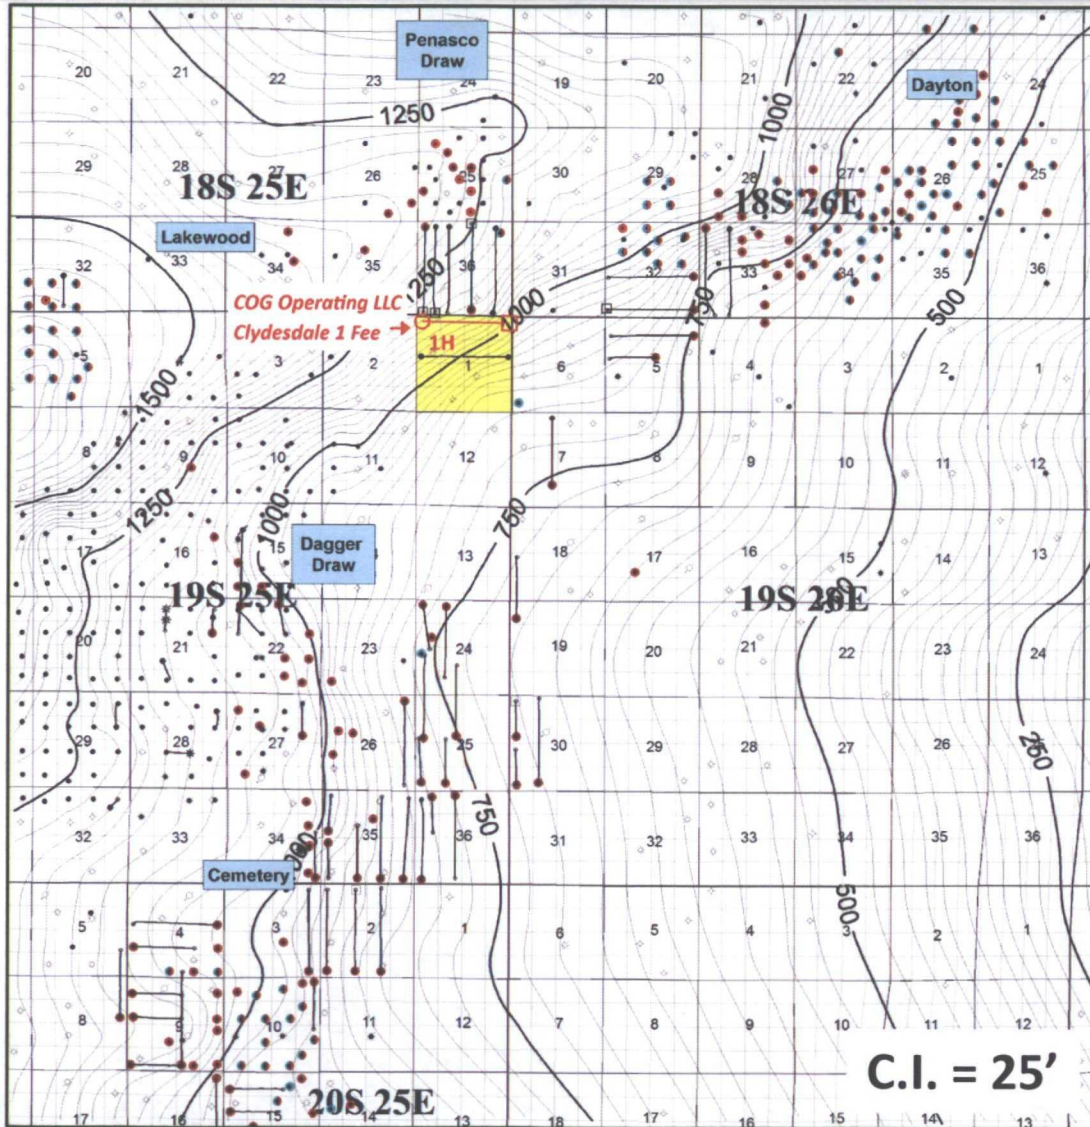 Penasco
Draw
Dayton
20 21 22 23 24 19 20 21 22 24
1250
1000
29 28 27 26 25 30 29 28 27 26 25
18S 25E
18S 26E
Lakewood
32 33 34 35 36 31 32 33 34 35 36
250
COG Operating LLC
Clydesdale 1 Fee
1H
1000
750
500
5 3 2 1 6 5 4 3 2 1
1500
8 9 10 11 12 7 8 9 10 11 12
1250
1000
750
Dagger
Draw
17 16 15 13 18 17 16 15 14 13
19S 25E
19S 26E
20 21 22 23 24 19 20 21 22 23 24
29 28 27 26 25 30 29 28 27 26 25
250
750
32 33 34 35 36 31 32 33 34 35 36
Cemetery
500
5 4 3 2 1 6 5 4 3 2 1
8 9 10 11 12 7 8 9 10 11 12
C.I. = 25'
20S 25E
17 16 15 14 13 17 16 15 14 13